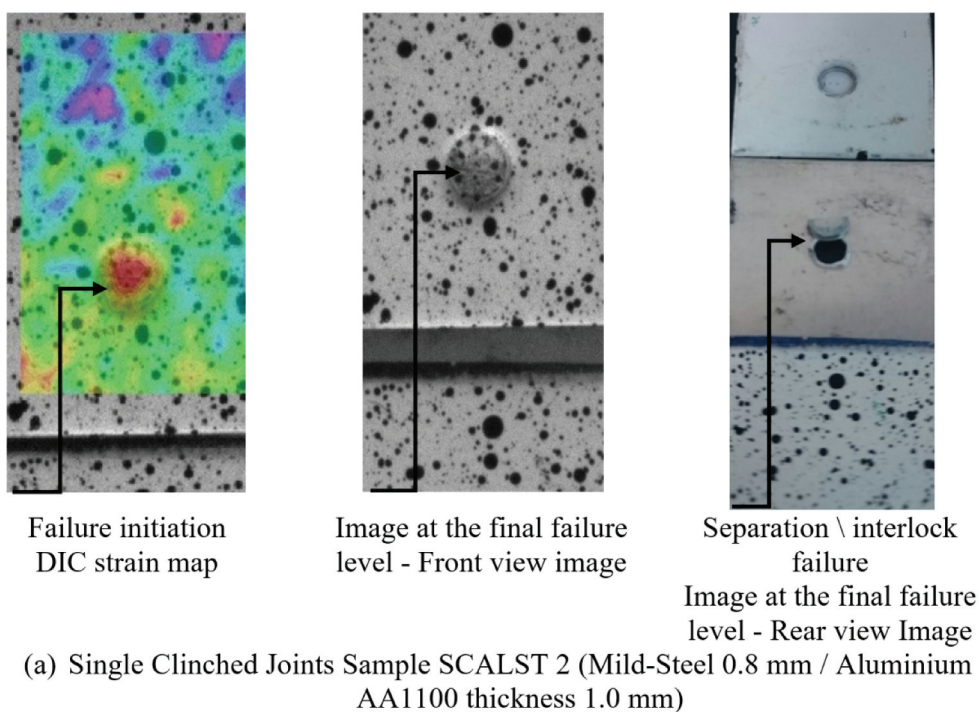 Failure initiation
DIC strain map
Image at the final failure
level - Front view image
Separation \ interlock
failure
Image at the final failure
level - Rear view Image
(a) Single Clinched Joints Sample SCALST 2 (Mild-Steel 0.8 mm / Aluminium
AA1100 thickness 1.0 mm)